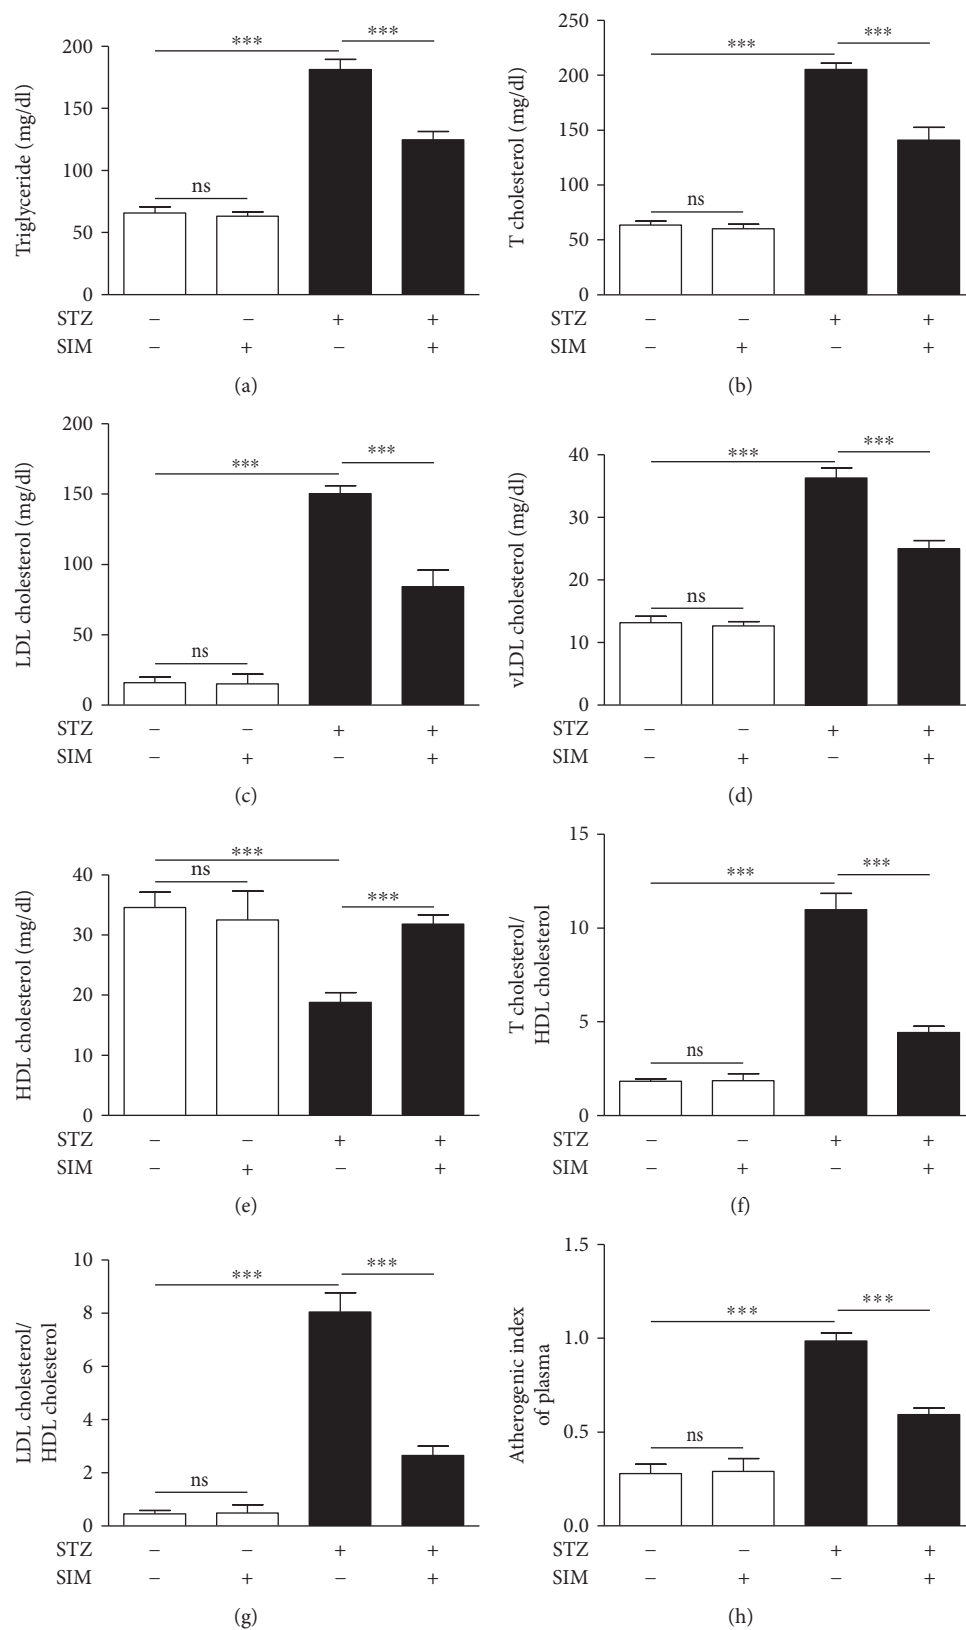 Triglyceride (mg/dl)
200
150
100
50
0
***
***
ns
STZ − − + +
SIM − + − +
(a)
T cholesterol (mg/dl)
250
200
150
100
50
0
***
***
ns
STZ − − + +
SIM − + − +
(b)
LDL cholesterol (mg/dl)
200
150
100
50
0
***
***
ns
STZ − − + +
SIM − + − +
(c)
vLDL cholesterol (mg/dl)
40
30
20
10
0
***
***
ns
STZ − − + +
SIM − + − +
(d)
HDL cholesterol (mg/dl)
40
30
20
10
0
***
ns
***
STZ − − + +
SIM − + − +
(e)
T cholesterol/
HDL cholesterol
15
10
5
0
***
***
ns
STZ − − + +
SIM − + − +
(f)
LDL cholesterol/
HDL cholesterol
10
8
6
4
2
0
***
***
ns
STZ − − + +
SIM − + − +
(g)
Atherogenic index
of plasma
1.5
1.0
0.5
0.0
***
***
ns
STZ − − + +
SIM − + − +
(h)